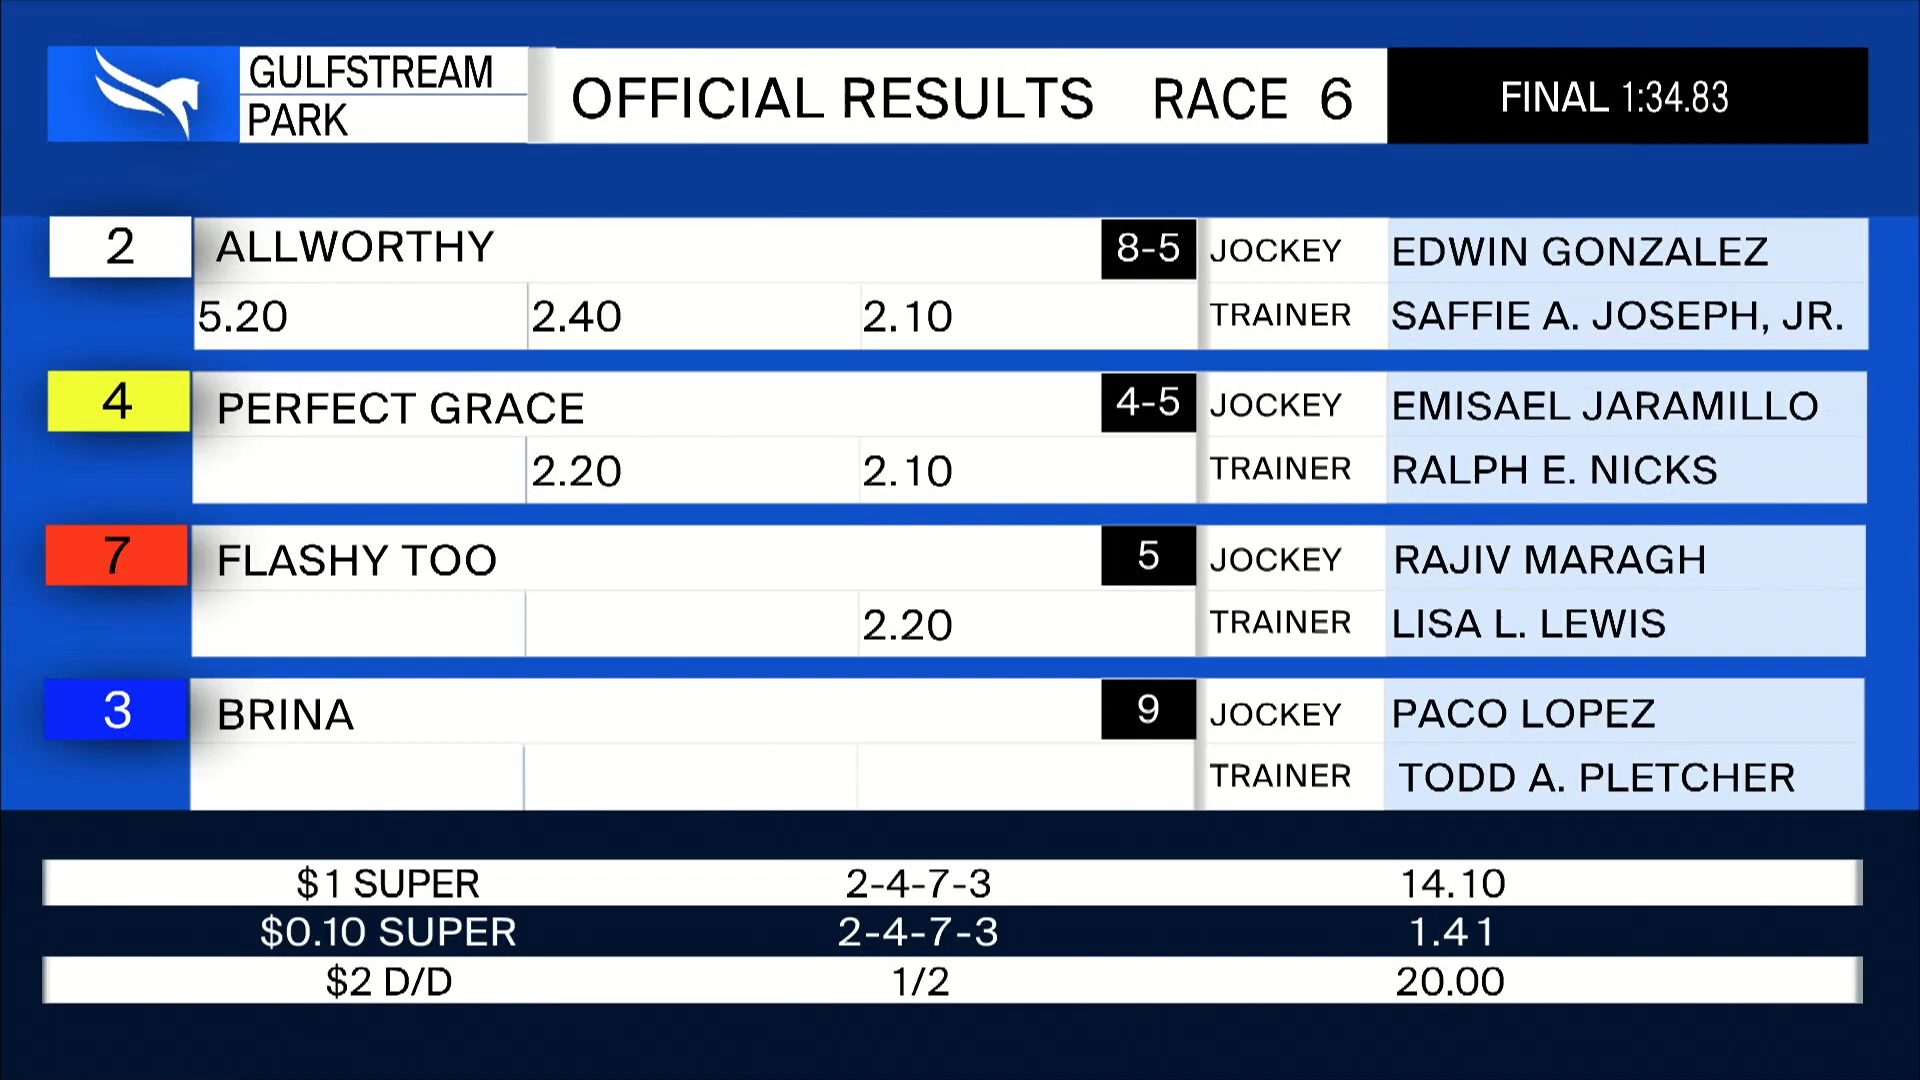 GULFSTREAM
PARK
OFFICIAL RESULTS RACE 6
FINAL 1:34.83
2 ALLWORTHY 8-5 JOCKEY EDWIN GONZALEZ
5.20 2.40 2.10 TRAINER SAFFIE A. JOSEPH, JR.
4 PERFECT GRACE 4-5 JOCKEY EMISAEL JARAMILLO
2.20 2.10 TRAINER RALPH E. NICKS
7 FLASHY TOO 5 JOCKEY RAJIV MARAGH
2.20 TRAINER LISA L. LEWIS
3 BRINA 9 JOCKEY PACO LOPEZ
TRAINER TODD A. PLETCHER
$1 SUPER 2-4-7-3 14.10
$0.10 SUPER 2-4-7-3 1.41
$2 D/D 1/2 20.00